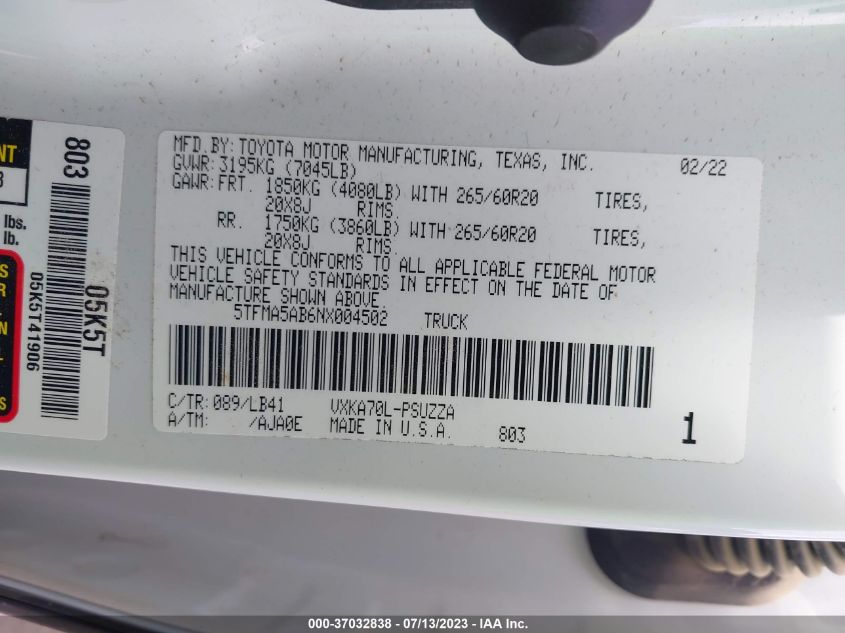 MFD.BY:TOYOTA MOTOR MANUFACTURING, TEXAS, INC. 02/22
GVWR:3195KG (7045LB)
GAWR:FRT. 1850KG (4080LB) WITH 265/60R20 TIRES,
20X8J RIMS.
RR. 1750KG (3860LB) WITH 265/60R20 TIRES,
20X8J RIMS.
THIS VEHICLE CONFORMS TO ALL APPLICABLE FEDERAL MOTOR
VEHICLE SAFETY STANDARDS IN EFFECT ON THE DATE OF
MANUFACTURE SHOWN ABOVE.
5TFMA5AB6NX004502 TRUCK
C/TR:089/LB41 VXKA70L-PSUZZA
A/TM: /AJA0E MADE IN U.S.A. 803
1
803
05K5T
05K5T41906
NT
lbs.
lb.
S
R
N
S
000-37032838 - 07/13/2023 - IAA Inc.